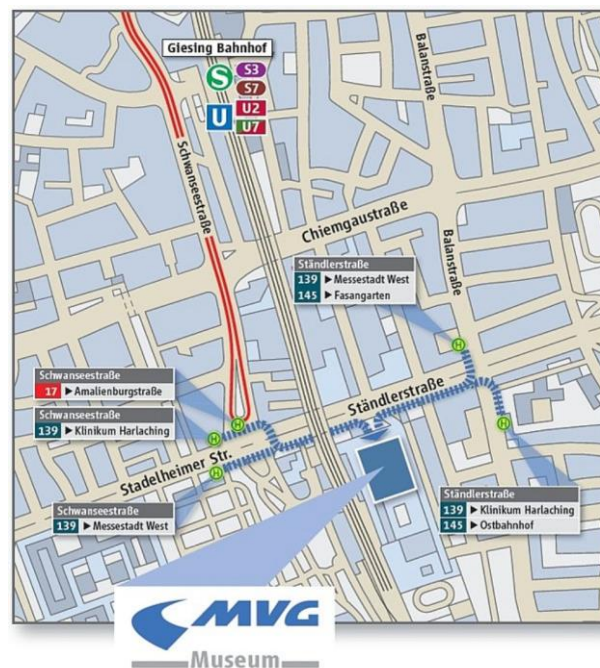 Giesing Bahnhof
S S3
S7
U U2
U7
Balanstraße
Schwanseestraße
Chiemgaustraße
Balanstraße
Ständlerstraße
139 ▶ Messestadt West
145 ▶ Fasangarten
Schwanseestraße
17 ▶ Amalienburgstraße
Schwanseestraße
139 ▶ Klinikum Harlaching
H
H
H
H
H
Ständlerstraße
Stadelheimer Str.
Schwanseestraße
139 ▶ Messestadt West
Ständlerstraße
139 ▶ Klinikum Harlaching
145 ▶ Ostbahnhof
MVG
Museum